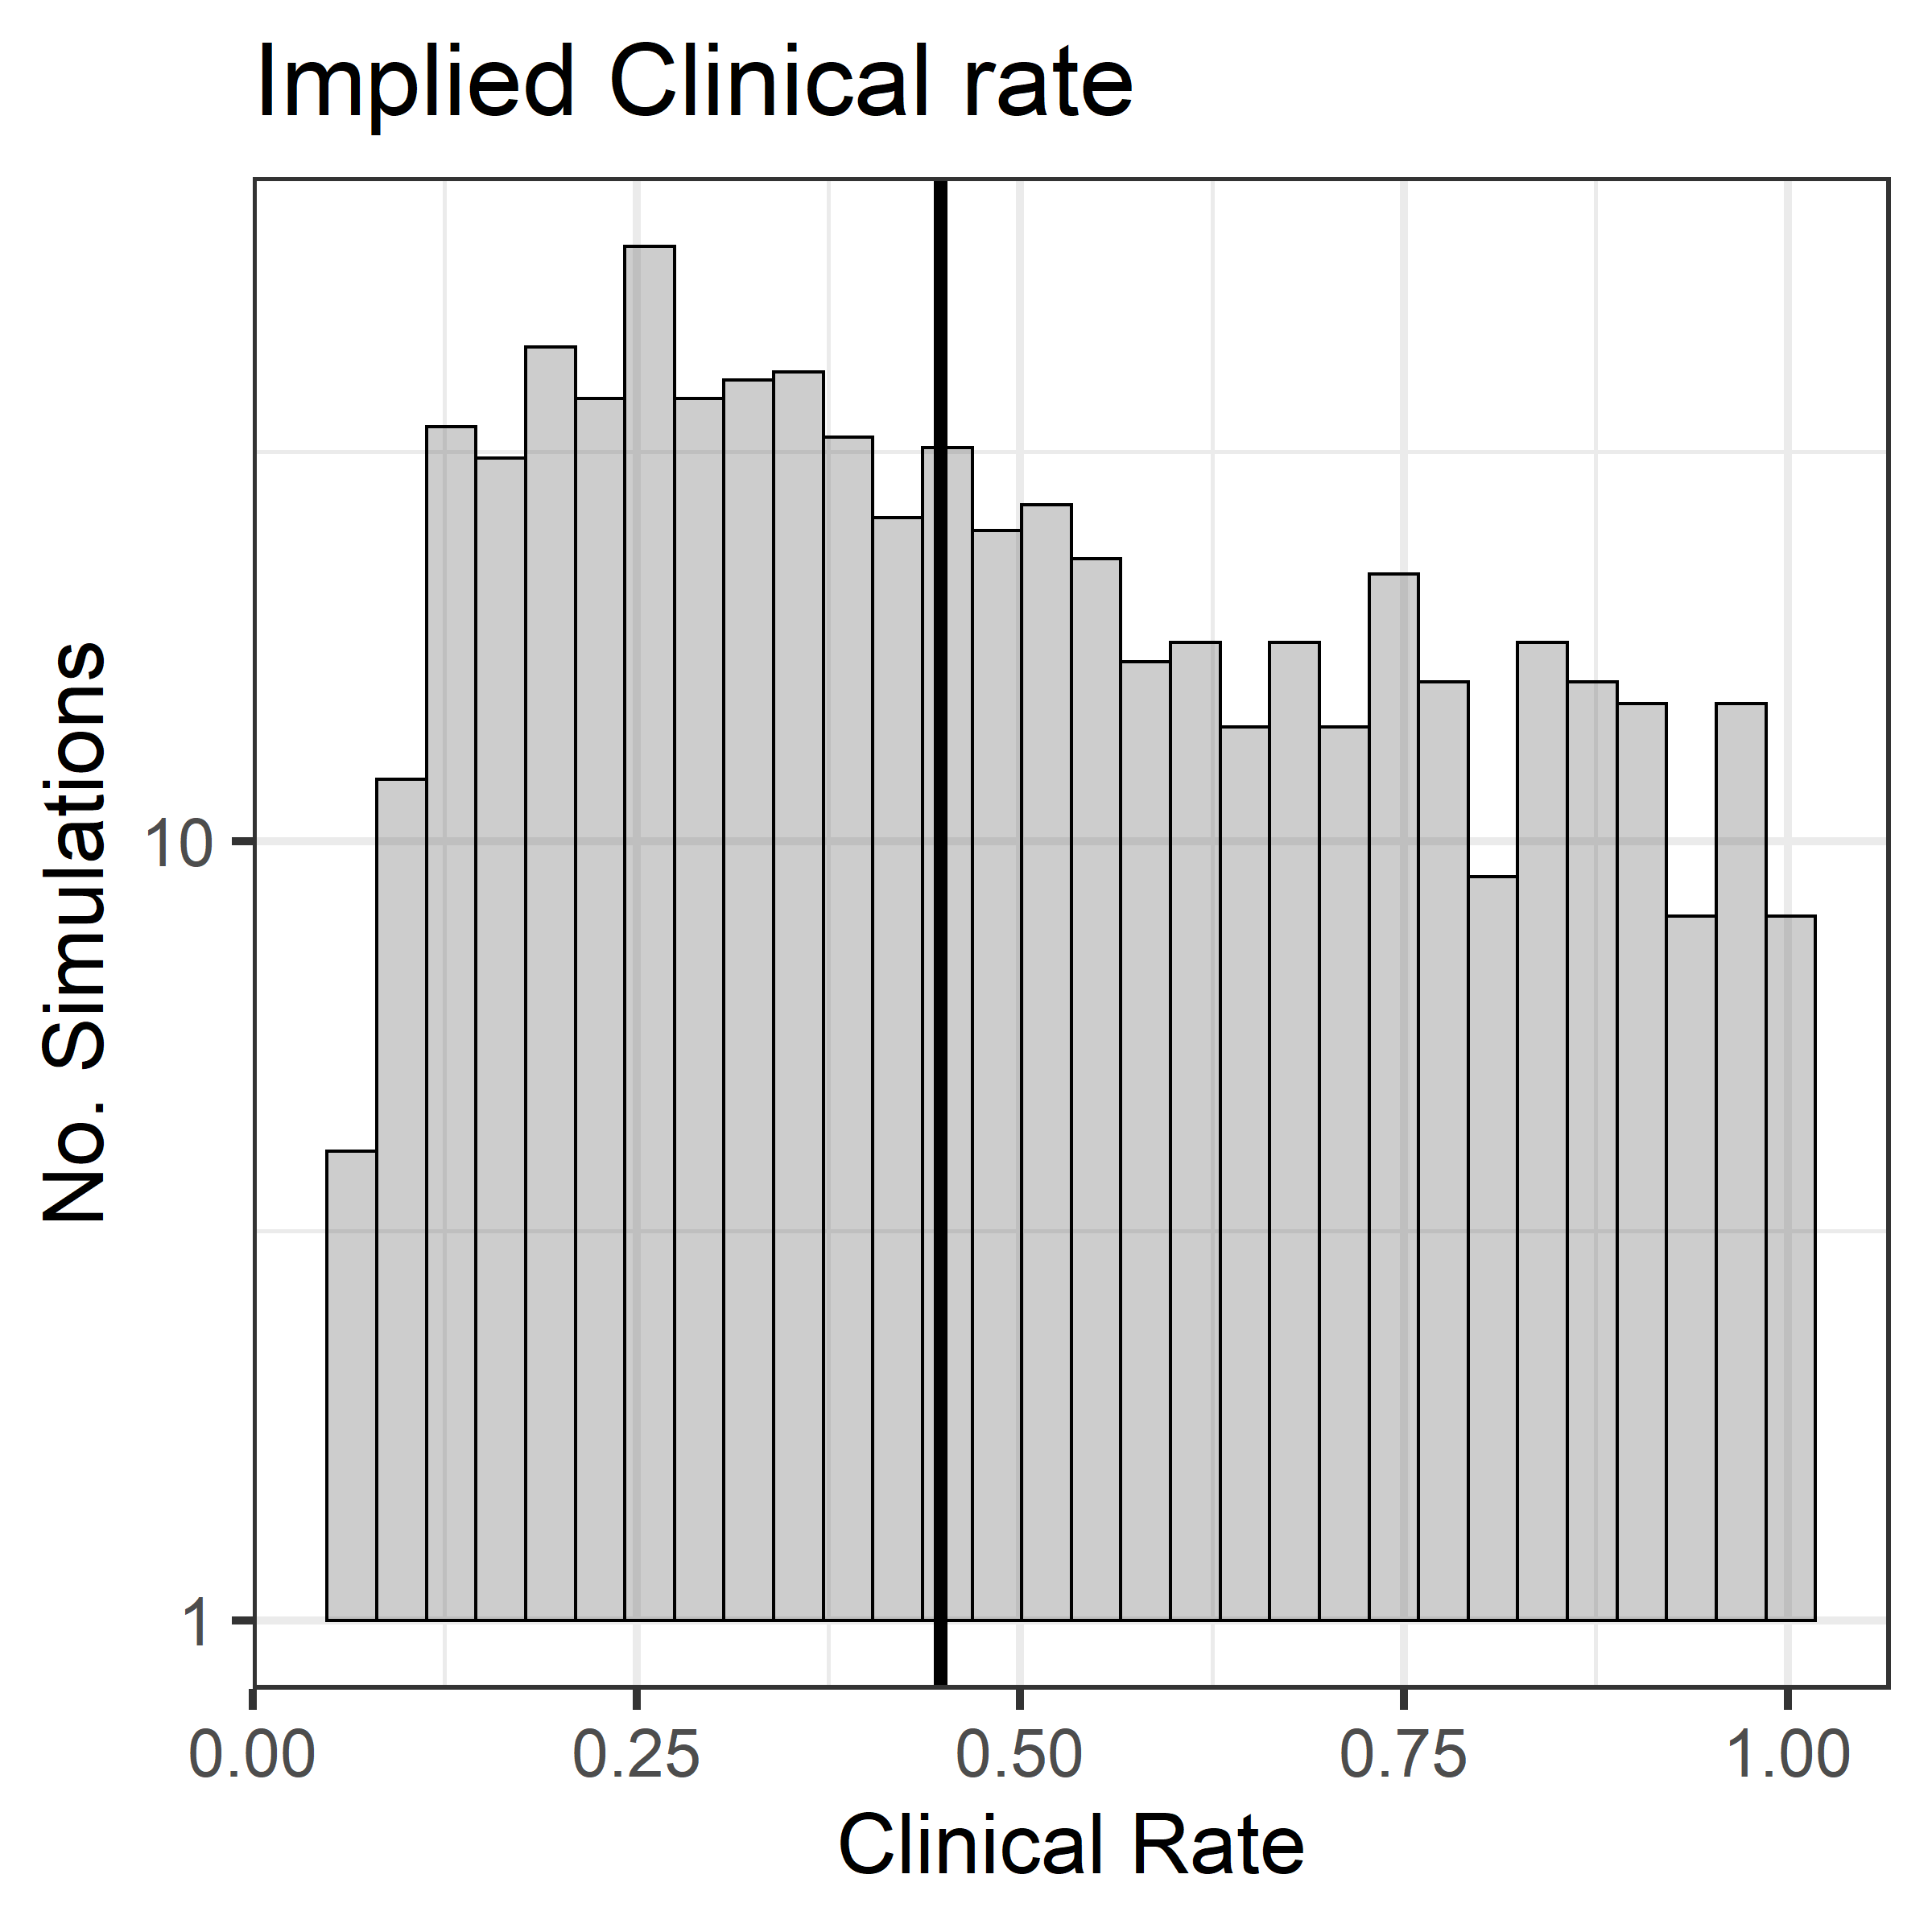 Implied Clinical rate
No. Simulations
10
1
0.00 0.25 0.50 0.75 1.00
Clinical Rate